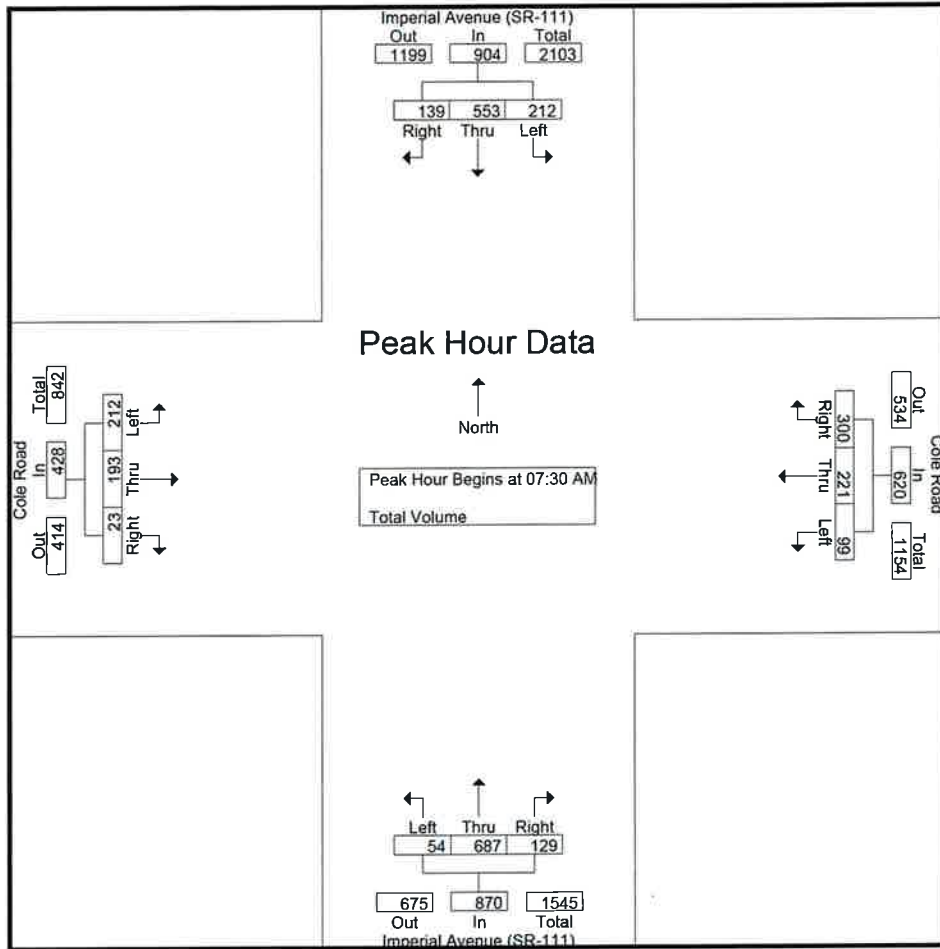 Imperial Avenue (SR-111)
Out In Total
1199 904 2103
139 553 212
Right Thru Left
Peak Hour Data
North
Peak Hour Begins at 07:30 AM
Total Volume
Cole Road
Total In Out
842 428 414
212 193 23
Left Thru Right
Cole Road
Out In Total
534 620 1154
300 221 99
Right Thru Left
Left Thru Right
54 687 129
675 870 1545
Out In Total
Imperial Avenue (SR-111)